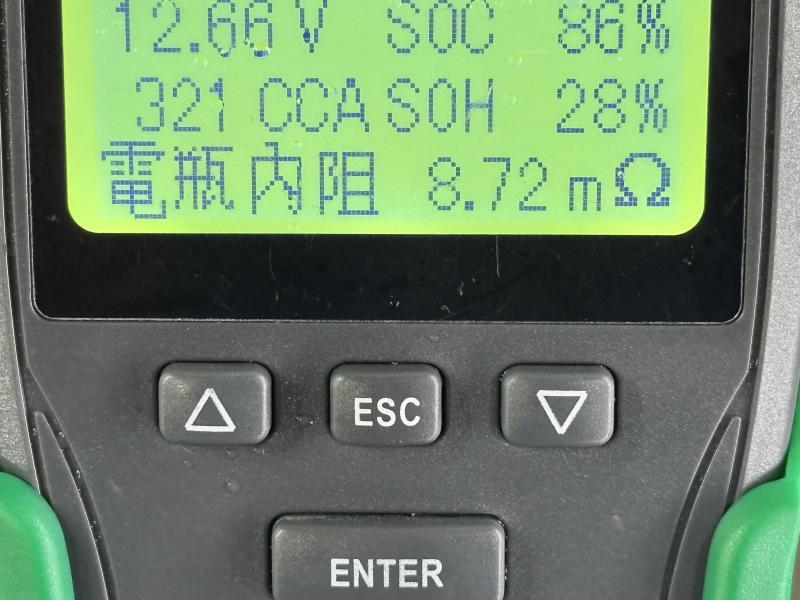 12.66 V SOC 86%
321 CCA SOH 28%
電瓶內阻 8.72 mΩ
△ ESC ▽
ENTER